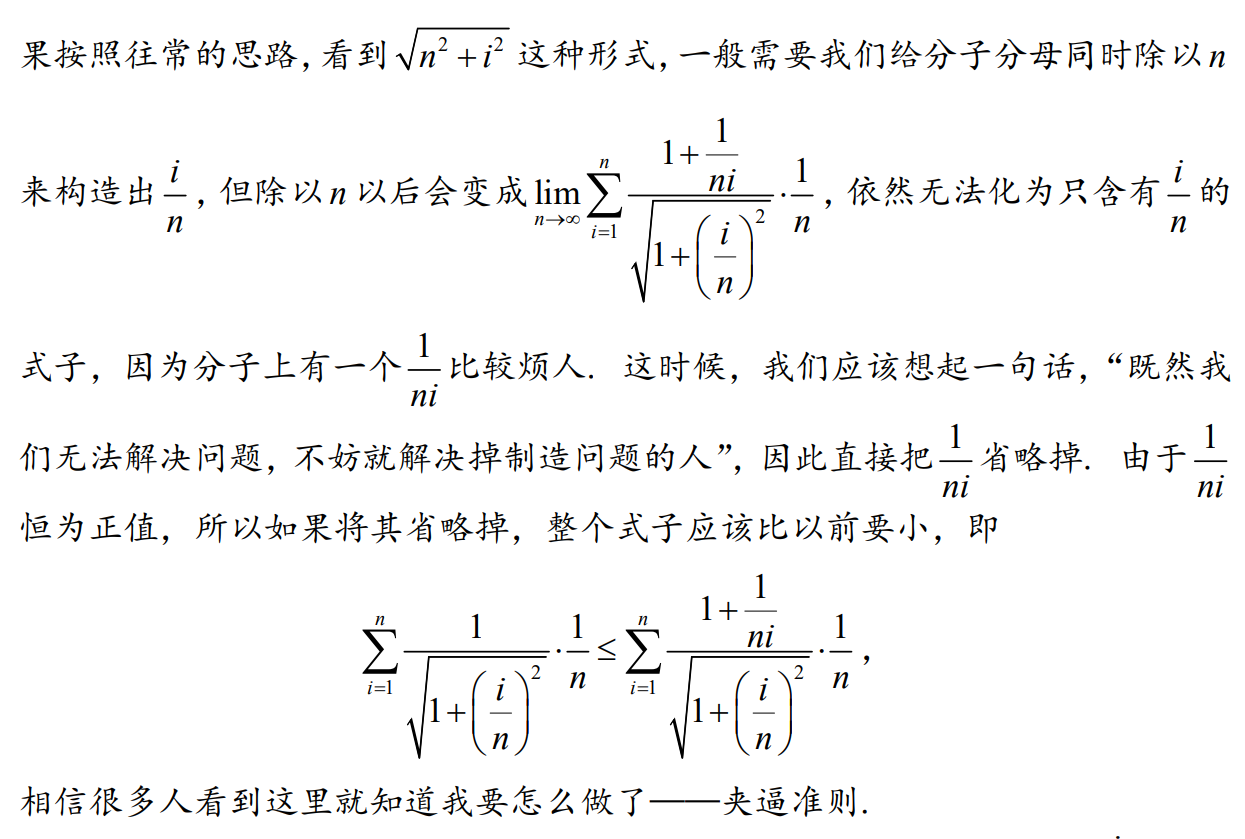 果按照往常的思路，看到 $\sqrt{n^2+i^2}$ 这种形式，一般需要我们给分子分母同时除以 $n$
来构造出 $\frac{i}{n}$，但除以 $n$ 以后会变成 $\lim_{n\to\infty}\sum_{i=1}^{n}\frac{1+\frac{1}{ni}}{\sqrt{1+\left(\frac{i}{n}\right)^2}}\cdot\frac{1}{n}$，依然无法化为只含有 $\frac{i}{n}$ 的
式子，因为分子上有一个 $\frac{1}{ni}$ 比较烦人．这时候，我们应该想起一句话，“既然我
们无法解决问题，不妨就解决掉制造问题的人”，因此直接把 $\frac{1}{ni}$ 省略掉．由于 $\frac{1}{ni}$
恒为正值，所以如果将其省略掉，整个式子应该比以前要小，即
$\sum_{i=1}^{n}\frac{1}{\sqrt{1+\left(\frac{i}{n}\right)^2}}\cdot\frac{1}{n}\leq\sum_{i=1}^{n}\frac{1+\frac{1}{ni}}{\sqrt{1+\left(\frac{i}{n}\right)^2}}\cdot\frac{1}{n}$，
相信很多人看到这里就知道我要怎么做了——夹逼准则．